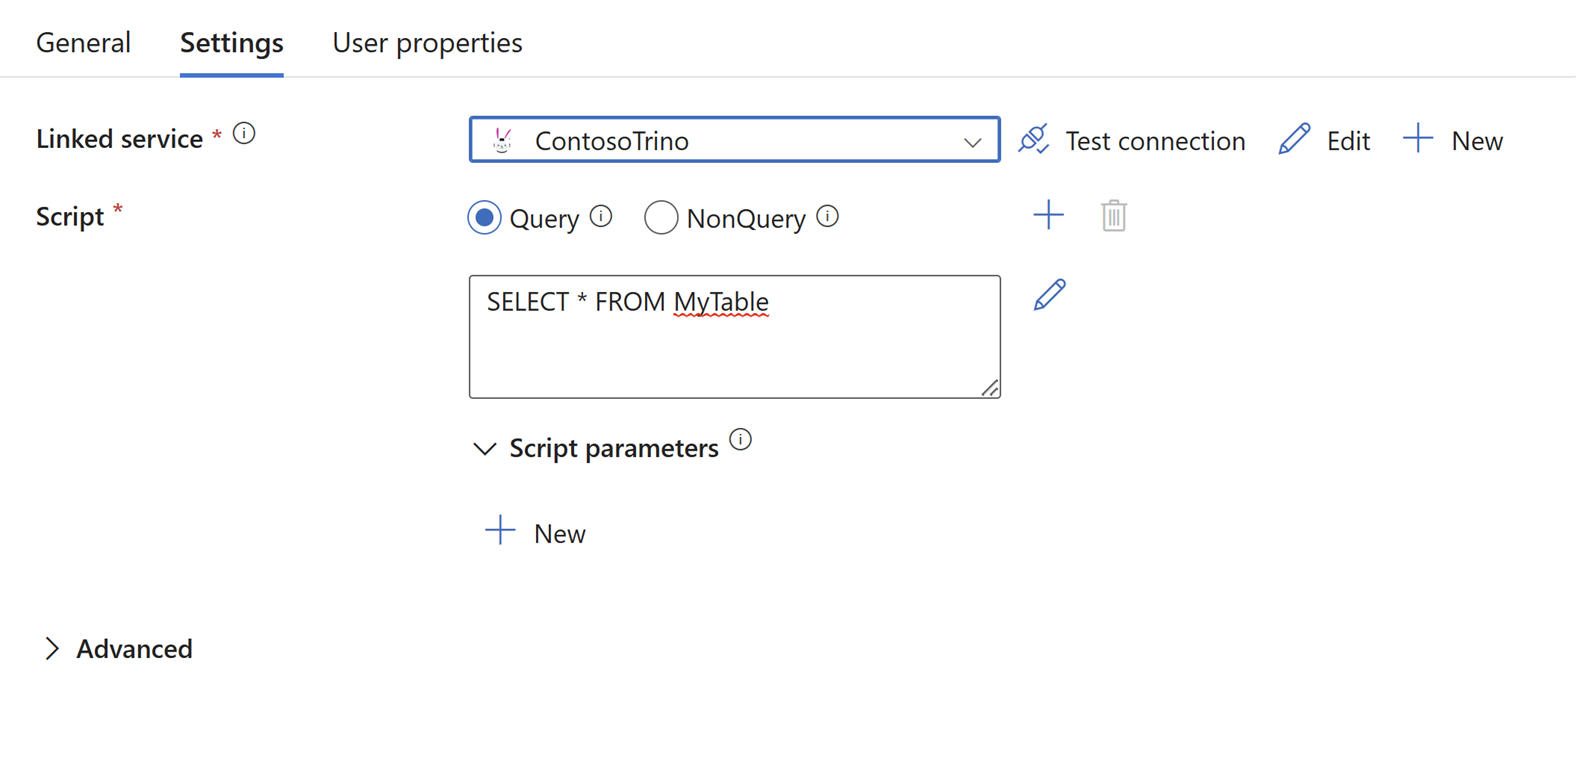 General Settings User properties
Linked service * ContosoTrino Test connection Edit New
Script * Query NonQuery
SELECT * FROM MyTable
Script parameters
New
Advanced